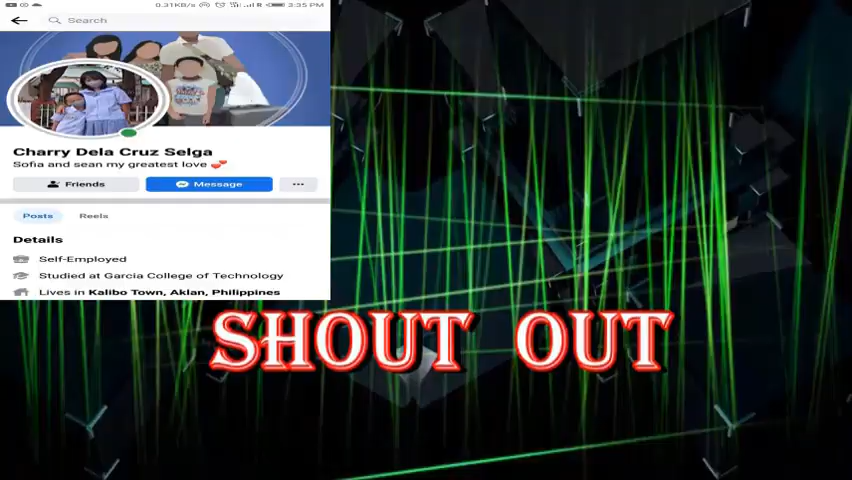 0.31KB/s 3:35 PM
Search
Charry Dela Cruz Selga
Sofia and sean my greatest love 💕
Friends
Message
Posts Reels
Details
Self-Employed
Studied at Garcia College of Technology
Lives in Kalibo Town, Aklan, Philippines
SHOUT OUT